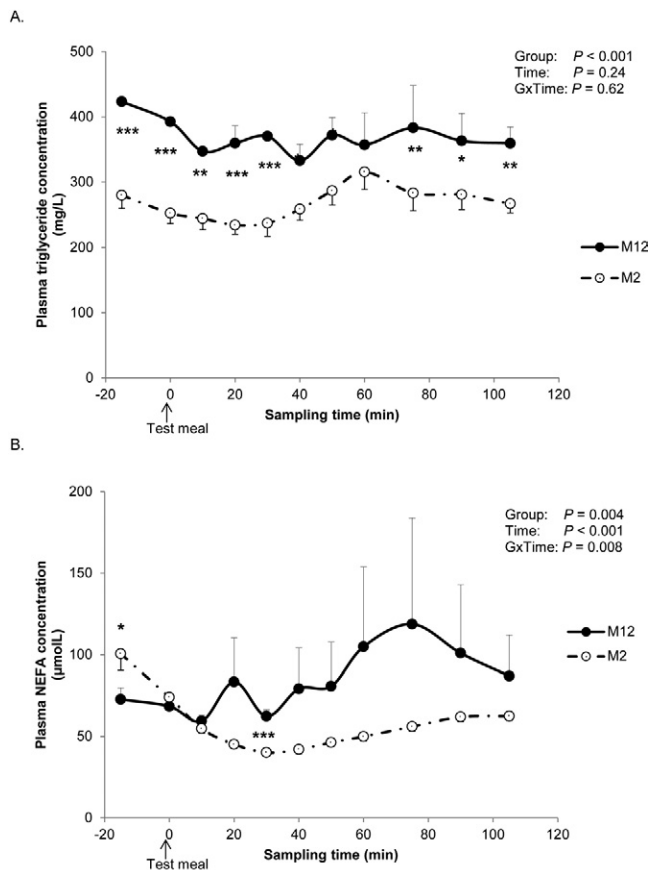 A.
500
400
300
200
100
0
Plasma triglyceride concentration
(mg/L)
Group: P < 0.001
Time: P = 0.24
GxTime: P = 0.62
***
***
**
***
***
**
*
**
M12
M2
-20 0 20 40 60 80 100 120
Sampling time (min)
Test meal
B.
200
150
100
50
0
Plasma NEFA concentration
(µmolL)
Group: P = 0.004
Time: P < 0.001
GxTime: P = 0.008
*
***
M12
M2
-20 0 20 40 60 80 100 120
Sampling time (min)
Test meal